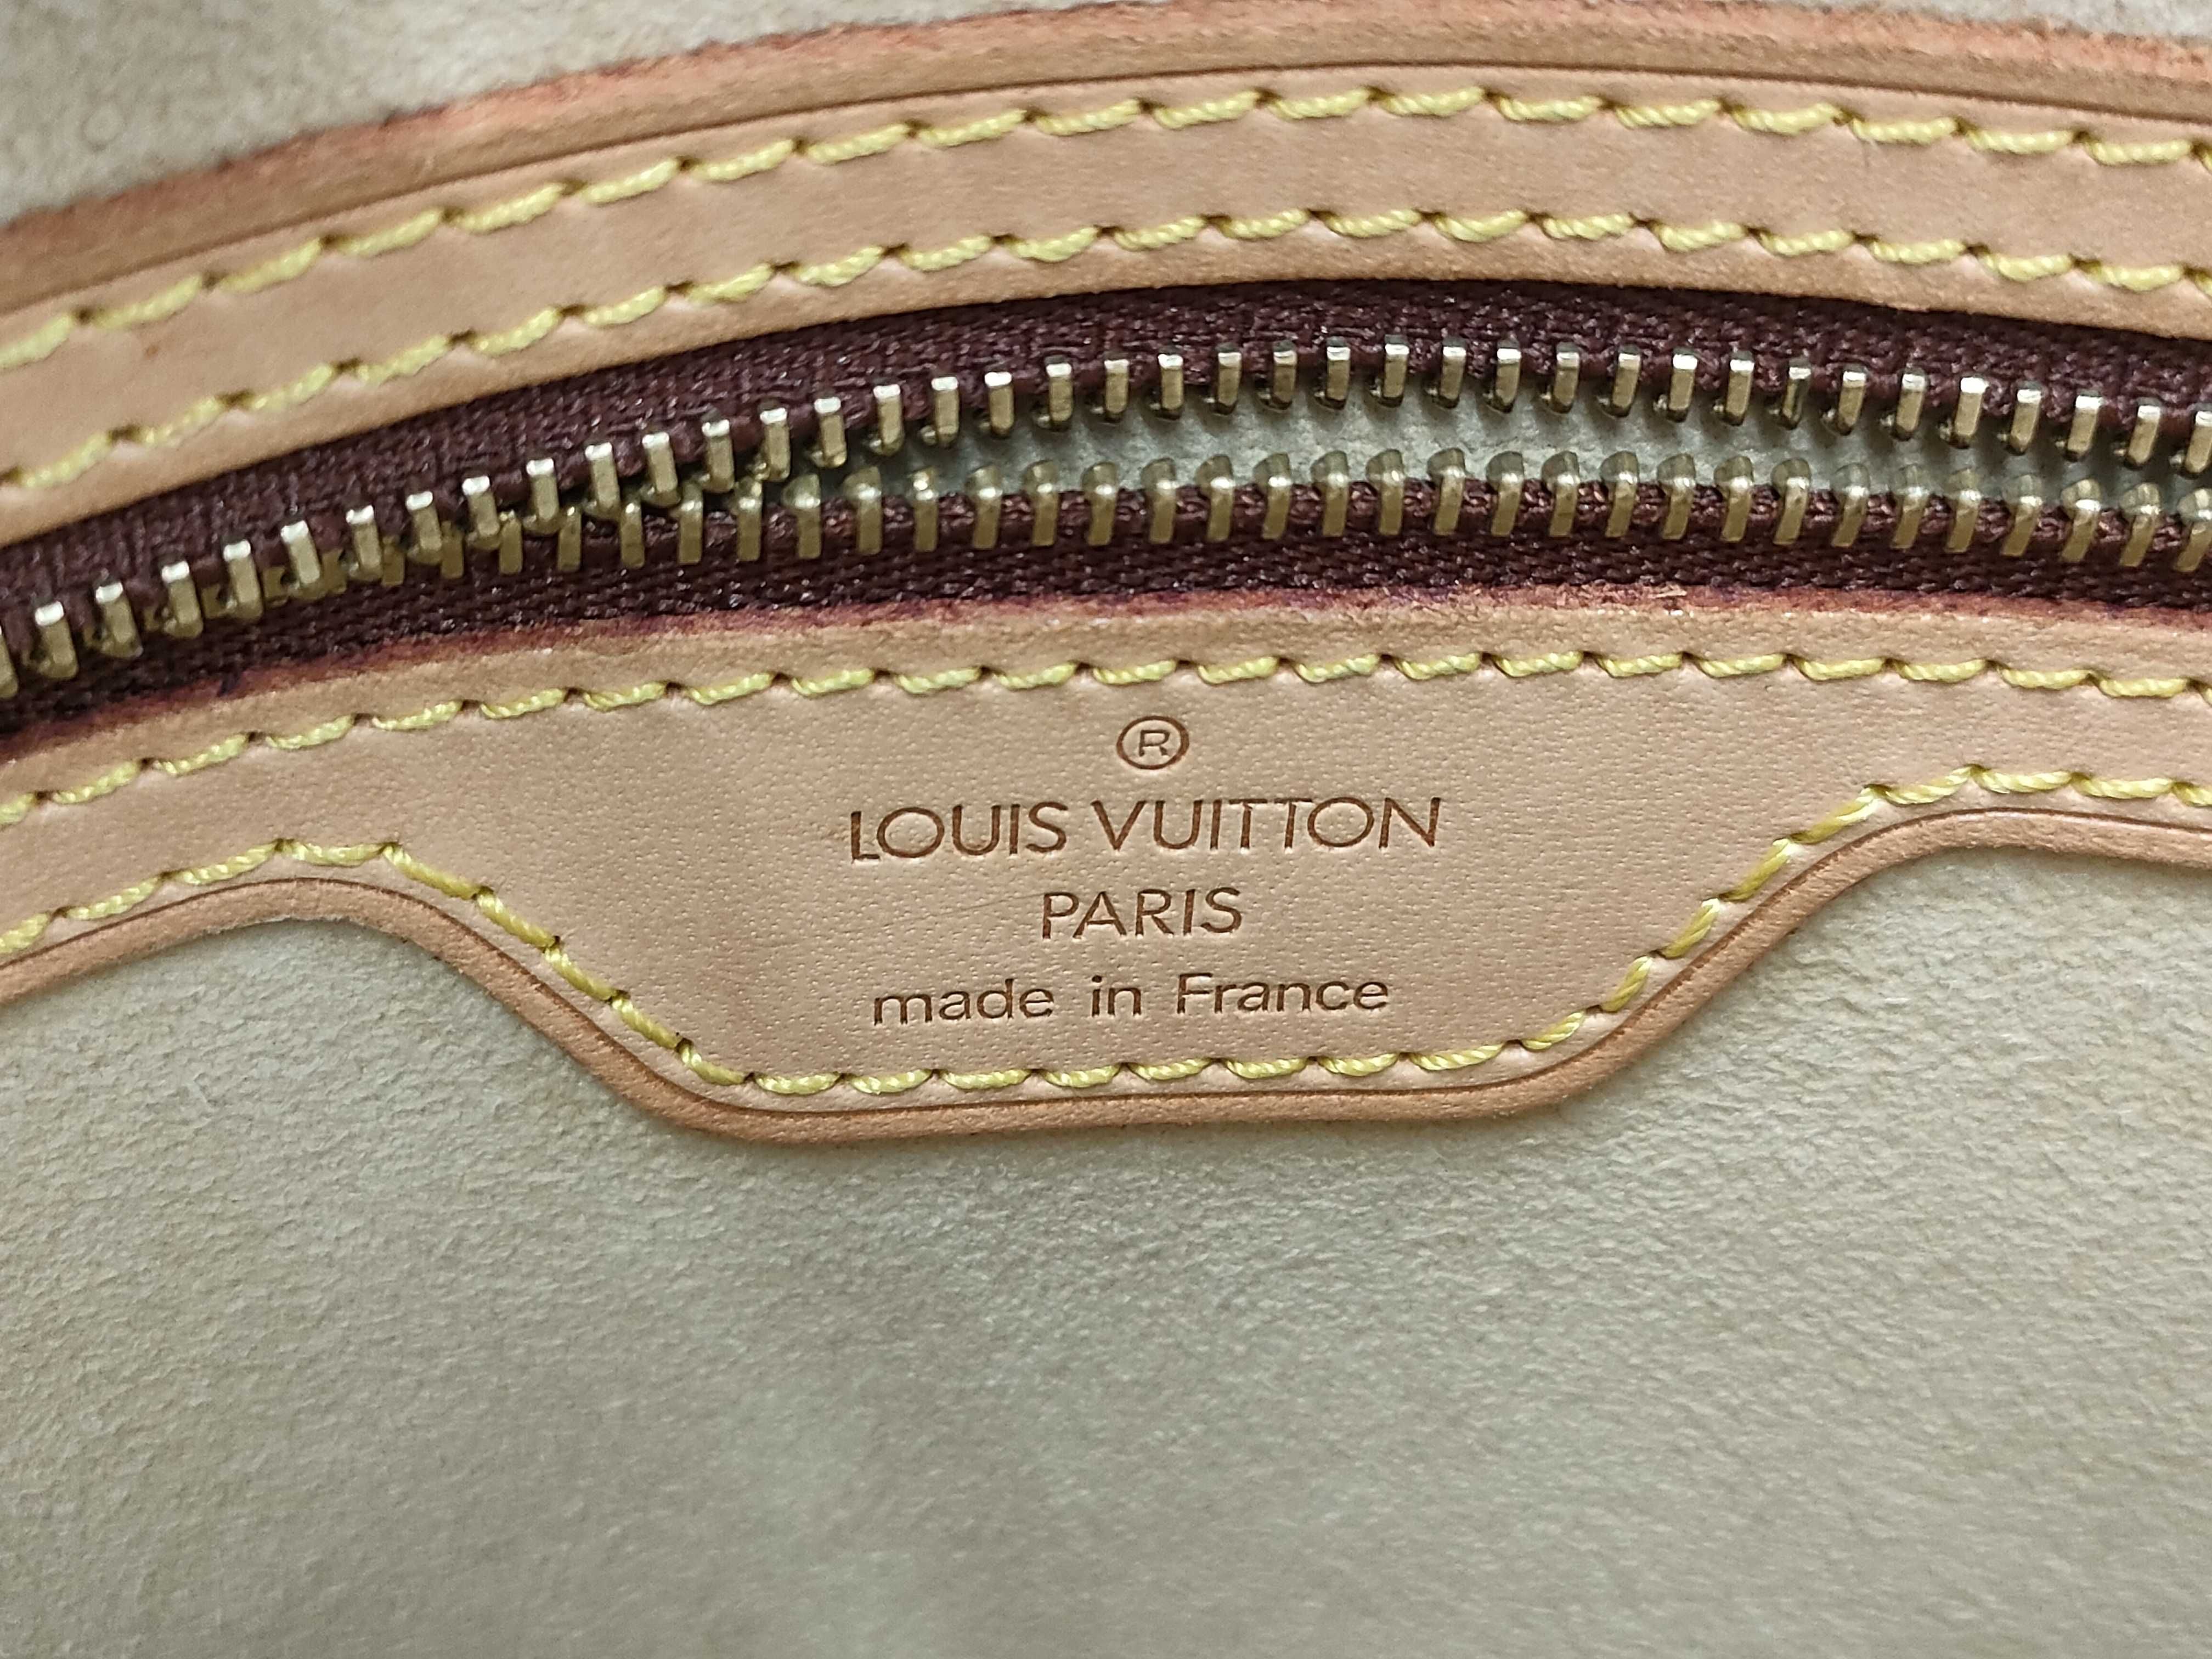 ®
LOUIS VUITTON
PARIS
made in France